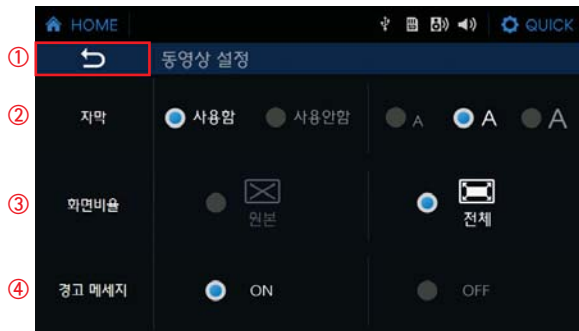 HOME QUICK
① 동영상 설정
② 자막 사용함 사용안함 A A A
③ 화면비율 원본 전체
④ 경고 메세지 ON OFF